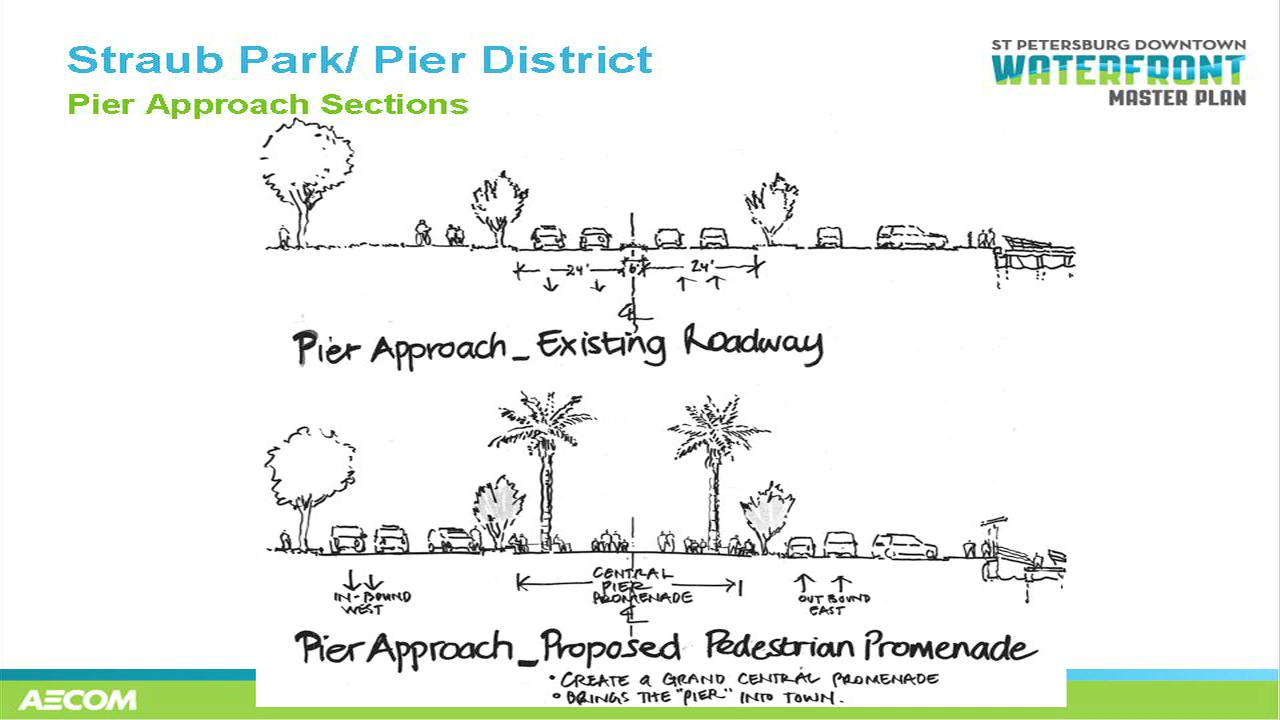 Straub Park/ Pier District
Pier Approach Sections
ST PETERSBURG DOWNTOWN
WATERFRONT
MASTER PLAN
24' 6' 24'
Pier Approach_Existing Roadway
CENTRAL
PIER
PROMENADE
IN-BOUND
WEST
OUT BOUND
EAST
Pier Approach_Proposed Pedestrian Promenade
• CREATE A GRAND CENTRAL PROMENADE
• BRINGS THE "PIER" INTO TOWN.
AECOM